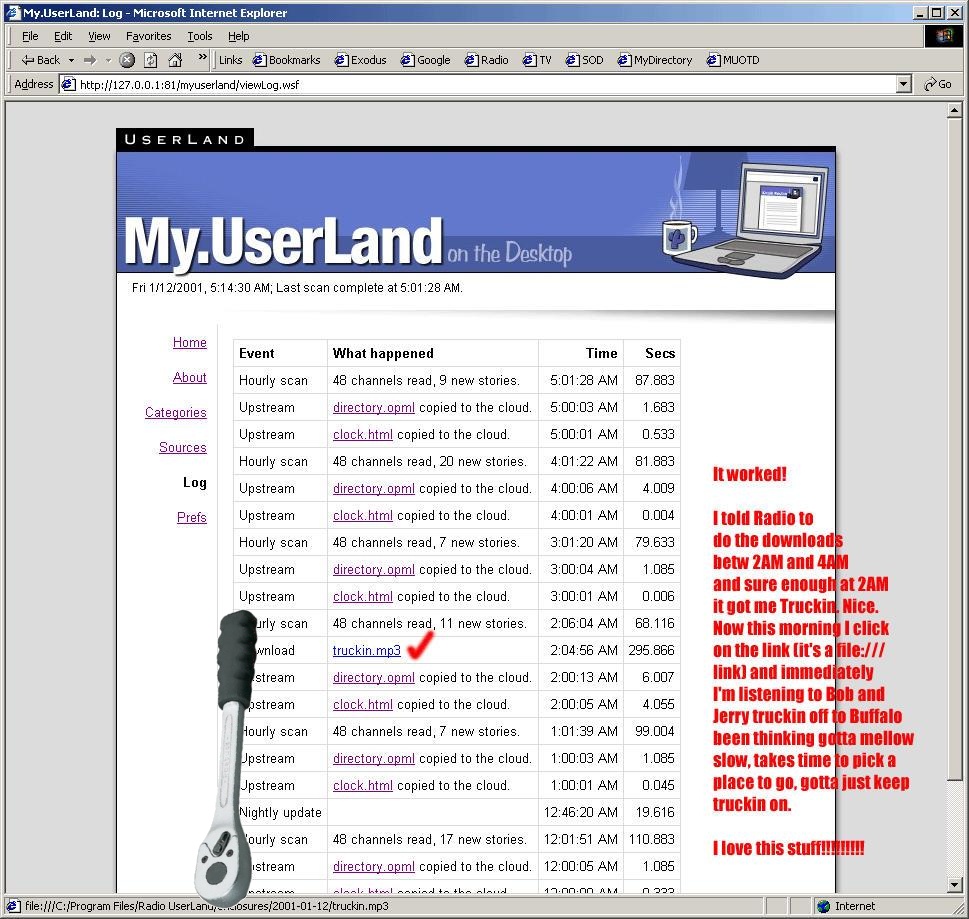 My.UserLand: Log - Microsoft Internet Explorer
File Edit View Favorites Tools Help
Back » Links Bookmarks Exodus Google Radio TV SOD MyDirectory MUOTD
Address http://127.0.0.1:81/myuserland/viewLog.wsf Go
USERLAND
My.UserLand on the Desktop
Fri 1/12/2001, 5:14:30 AM; Last scan complete at 5:01:28 AM.
Home
About
Categories
Sources
Log
Prefs
Event What happened Time Secs
Hourly scan 48 channels read, 9 new stories. 5:01:28 AM 87.883
Upstream directory.opml copied to the cloud. 5:00:03 AM 1.683
Upstream clock.html copied to the cloud. 5:00:01 AM 0.533
Hourly scan 48 channels read, 20 new stories. 4:01:22 AM 81.883
Upstream directory.opml copied to the cloud. 4:00:06 AM 4.009
Upstream clock.html copied to the cloud. 4:00:01 AM 0.004
Hourly scan 48 channels read, 7 new stories. 3:01:20 AM 79.633
Upstream directory.opml copied to the cloud. 3:00:04 AM 1.085
Upstream clock.html copied to the cloud. 3:00:01 AM 0.006
urly scan 48 channels read, 11 new stories. 2:06:04 AM 68.116
wnload truckin.mp3 2:04:56 AM 295.866
stream directory.opml copied to the cloud. 2:00:13 AM 6.007
stream clock.html copied to the cloud. 2:00:05 AM 4.055
Hourly scan 48 channels read, 7 new stories. 1:01:39 AM 99.004
Upstream directory.opml copied to the cloud. 1:00:03 AM 1.085
Upstream clock.html copied to the cloud. 1:00:01 AM 0.045
Nightly update 12:46:20 AM 19.616
ourly scan 48 channels read, 17 new stories. 12:01:51 AM 110.883
pstream directory.opml copied to the cloud. 12:00:05 AM 1.085
pstream clock.html copied to the cloud. 12:00:00 AM 0.333
It worked!
I told Radio to
do the downloads
betw 2AM and 4AM
and sure enough at 2AM
it got me Truckin. Nice.
Now this morning I click
on the link (it's a file:///
link) and immediately
I'm listening to Bob and
Jerry truckin off to Buffalo
been thinking gotta mellow
slow, takes time to pick a
place to go, gotta just keep
truckin on.
I love this stuff!!!!!!!!!
file:///C:/Program Files/Radio UserLand/enclosures/2001-01-12/truckin.mp3 Internet